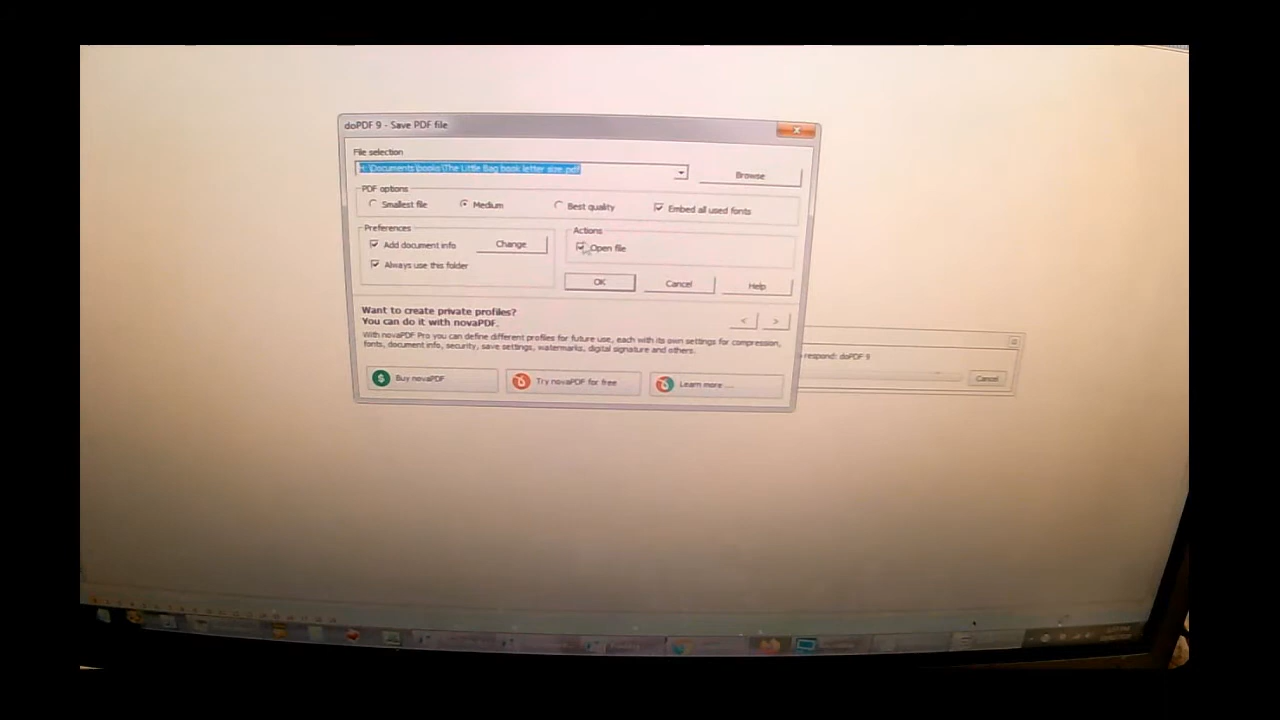 doPDF 9 - Save PDF file
File selection
H:\Documents\books\The Little Bag book letter size.pdf
Browse
PDF options
Smallest file
Medium
Best quality
Embed all used fonts
Preferences
Add document info
Change
Always use this folder
Actions
Open file
OK
Cancel
Help
Want to create private profiles?
You can do it with novaPDF.
<
>
With novaPDF Pro you can define different profiles for future use, each with its own settings for compression,
fonts, document info, security, save settings, watermarks, digital signature and others.
respond: doPDF 9
Cancel
Buy novaPDF
Try novaPDF for free
Learn more ...